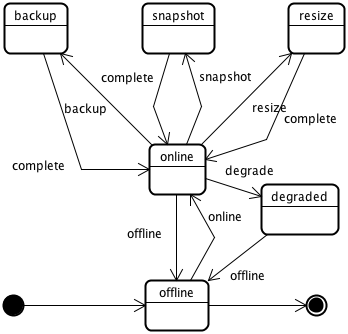 backup
snapshot
resize
complete
snapshot
backup
resize
complete
online
complete
degrade
degraded
online
offline
offline
offline